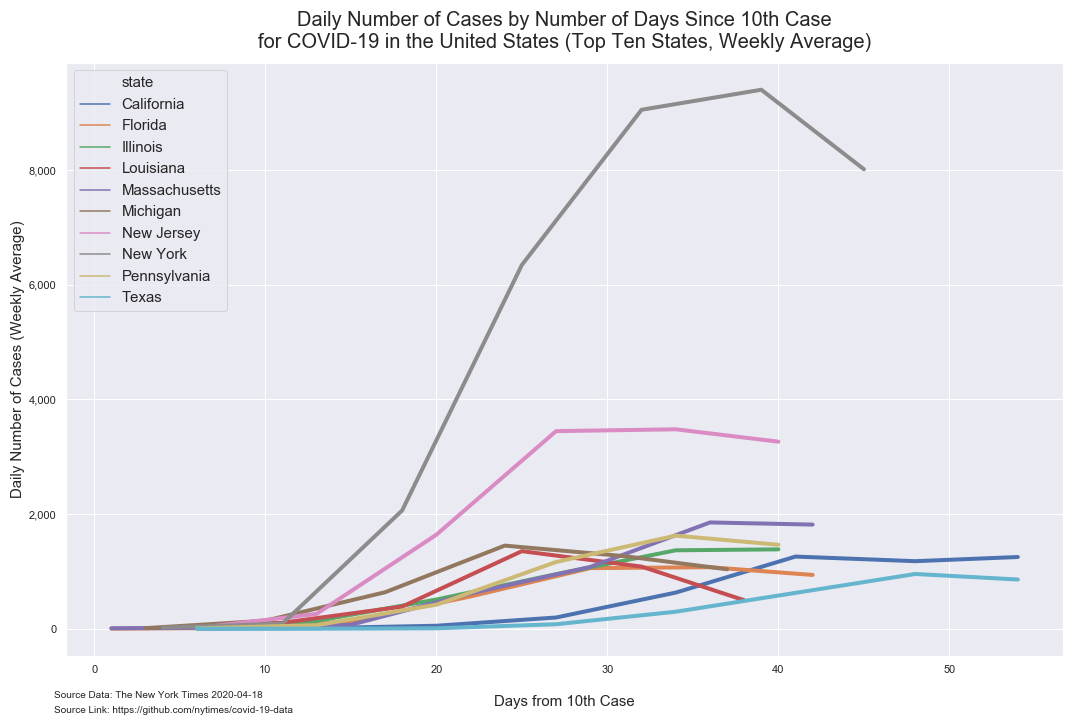 Daily Number of Cases by Number of Days Since 10th Case
for COVID-19 in the United States (Top Ten States, Weekly Average)
state
California
Florida
Illinois
Louisiana
Massachusetts
Michigan
New Jersey
New York
Pennsylvania
Texas
Daily Number of Cases (Weekly Average)
8,000
6,000
4,000
2,000
0
0 10 20 30 40 50
Days from 10th Case
Source Data: The New York Times 2020-04-18
Source Link: https://github.com/nytimes/covid-19-data